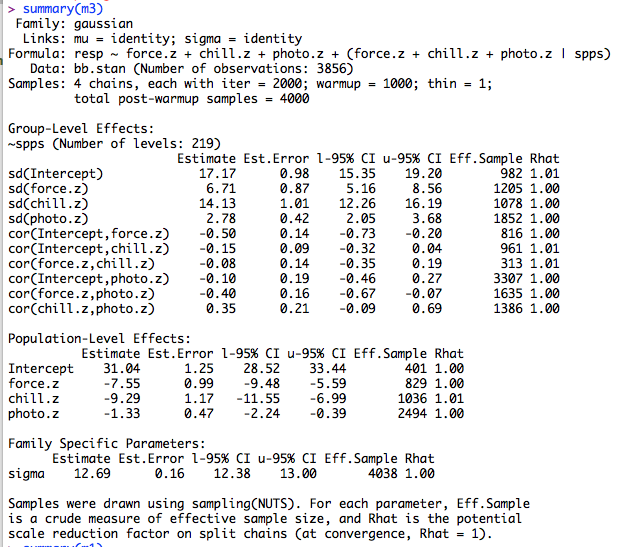 > summary(m3)
 Family: gaussian
  Links: mu = identity; sigma = identity
Formula: resp ~ force.z + chill.z + photo.z + (force.z + chill.z + photo.z | spps)
   Data: bb.stan (Number of observations: 3856)
Samples: 4 chains, each with iter = 2000; warmup = 1000; thin = 1;
         total post-warmup samples = 4000

Group-Level Effects:
~spps (Number of levels: 219)
                       Estimate Est.Error l-95% CI u-95% CI Eff.Sample Rhat
sd(Intercept)             17.17      0.98    15.35    19.20        982 1.01
sd(force.z)                6.71      0.87     5.16     8.56       1205 1.00
sd(chill.z)               14.13      1.01    12.26    16.19       1078 1.00
sd(photo.z)                2.78      0.42     2.05     3.68       1852 1.00
cor(Intercept,force.z)    -0.50      0.14    -0.73    -0.20        816 1.00
cor(Intercept,chill.z)    -0.15      0.09    -0.32     0.04        961 1.01
cor(force.z,chill.z)      -0.08      0.14    -0.35     0.19        313 1.01
cor(Intercept,photo.z)    -0.10      0.19    -0.46     0.27       3307 1.00
cor(force.z,photo.z)      -0.40      0.16    -0.67    -0.07       1635 1.00
cor(chill.z,photo.z)       0.35      0.21    -0.09     0.69       1386 1.00

Population-Level Effects:
          Estimate Est.Error l-95% CI u-95% CI Eff.Sample Rhat
Intercept    31.04      1.25    28.52    33.44        401 1.00
force.z      -7.55      0.99    -9.48    -5.59        829 1.00
chill.z      -9.29      1.17   -11.55    -6.99       1036 1.01
photo.z      -1.33      0.47    -2.24    -0.39       2494 1.00

Family Specific Parameters:
      Estimate Est.Error l-95% CI u-95% CI Eff.Sample Rhat
sigma    12.69      0.16    12.38    13.00       4038 1.00

Samples were drawn using sampling(NUTS). For each parameter, Eff.Sample
is a crude measure of effective sample size, and Rhat is the potential
scale reduction factor on split chains (at convergence, Rhat = 1).